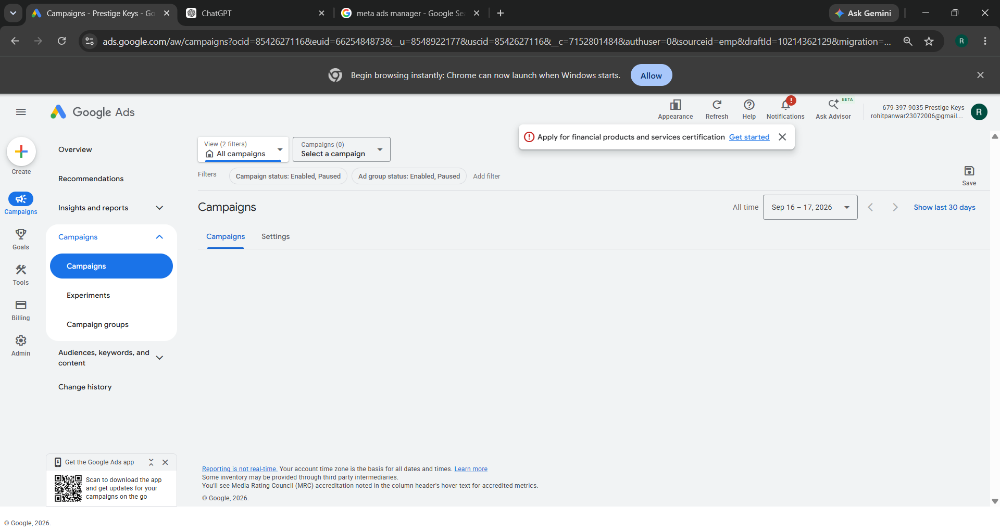 Campaigns - Prestige Keys - Go
ChatGPT
meta ads manager - Google Sea
Ask Gemini
ads.google.com/aw/campaigns?ocid=8542627116&euid=6625484873&__u=8548922177&uscid=8542627116&__c=7152801484&authuser=0&sourceid=emp&draftId=10214362129&migration=...
R
Begin browsing instantly: Chrome can now launch when Windows starts.
Allow
Google Ads
Appearance
Refresh
Help
Notifications
BETA
Ask Advisor
679-397-9035 Prestige Keys
rohitpanwar23072006@gmail....
R
Apply for financial products and services certification Get started
Create
Campaigns
Goals
Tools
Billing
Admin
Overview
Recommendations
Insights and reports
Campaigns
Campaigns
Experiments
Campaign groups
Audiences, keywords, and
content
Change history
View (2 filters)
All campaigns
Campaigns (0)
Select a campaign
Filters
Campaign status: Enabled, Paused
Ad group status: Enabled, Paused
Add filter
Save
Campaigns
All time
Sep 16 – 17, 2026
Show last 30 days
Campaigns
Settings
Get the Google Ads app
Scan to download the app
and get updates for your
campaigns on the go
Reporting is not real-time. Your account time zone is the basis for all dates and times. Learn more
Some inventory may be provided through third party intermediaries.
You'll see Media Rating Council (MRC) accreditation noted in the column header's hover text for accredited metrics.
© Google, 2026.
© Google, 2026.